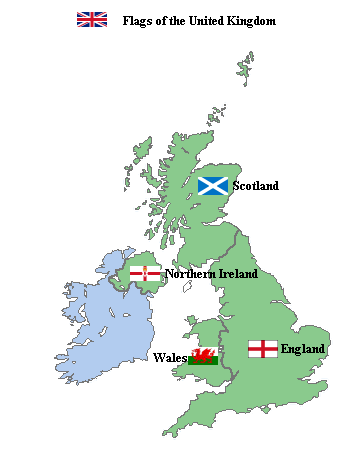 Flags of the United Kingdom
Scotland
Northern Ireland
Wales
England